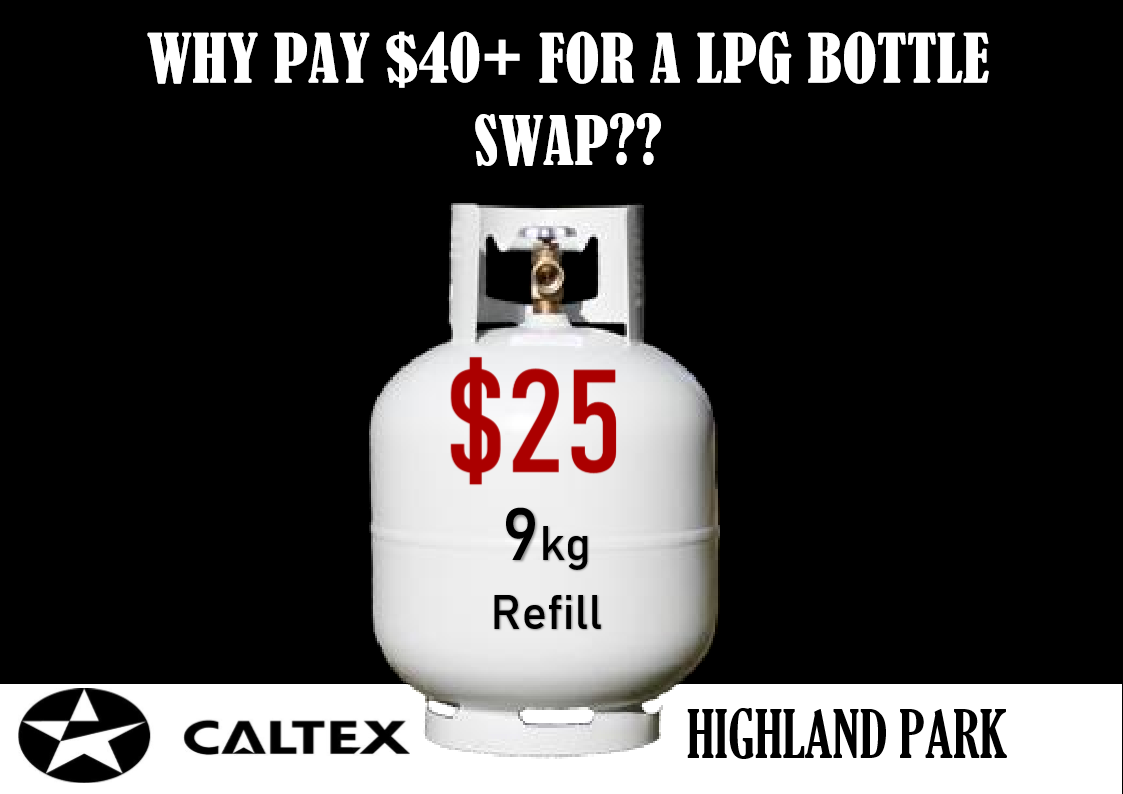 WHY PAY $40+ FOR A LPG BOTTLE
SWAP??
$25
9kg
Refill
CALTEX
HIGHLAND PARK